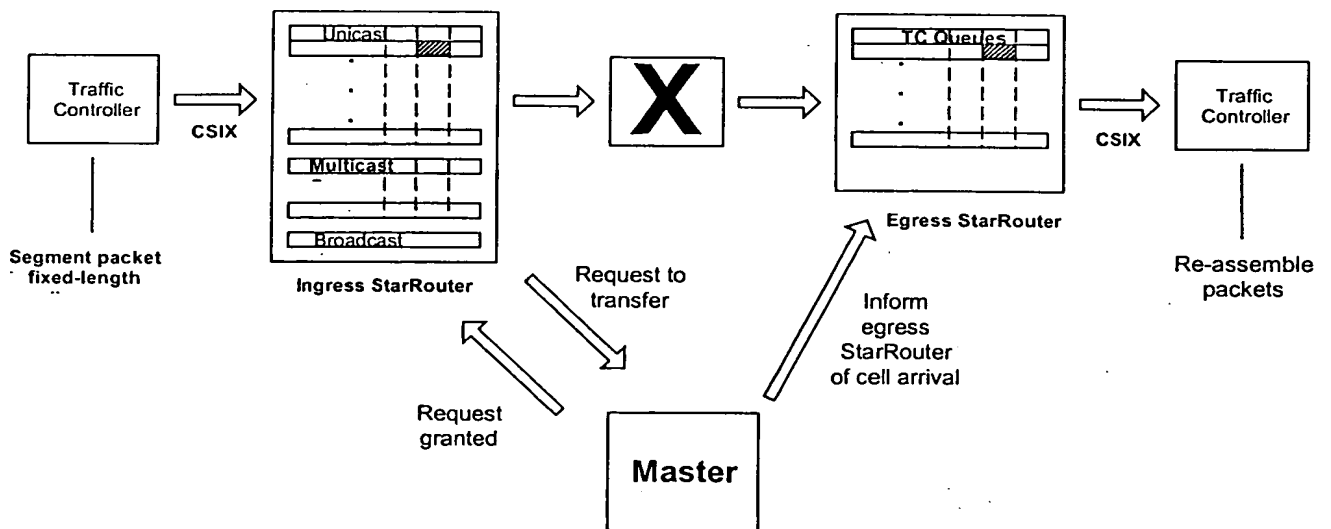 Unicast
TC Queues
Traffic
Controller
CSIX
X
CSIX
Traffic
Controller
Multicast
Broadcast
Segment packet
fixed-length
Ingress StarRouter
Egress StarRouter
Re-assemble
packets
Request to
transfer
Inform
egress
StarRouter
of cell arrival
Request
granted
Master